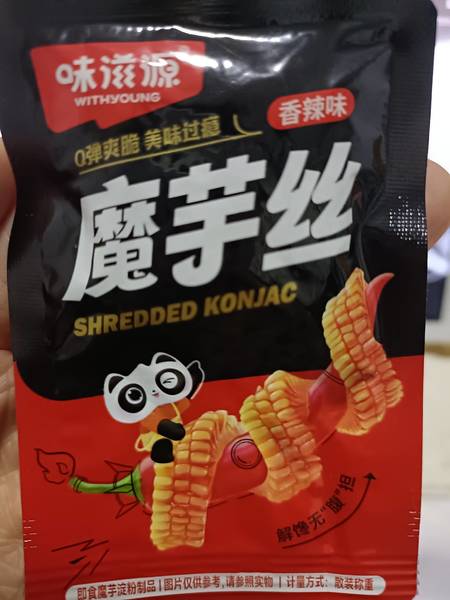 味滋源
WITHYOUNG
香辣味
Q弹爽脆 美味过瘾
魔芋丝
SHREDDED KONJAC
解馋无“腹”担
即食魔芋淀粉制品 | 图片仅供参考,请参照实物 | 计量方式: 散装称重